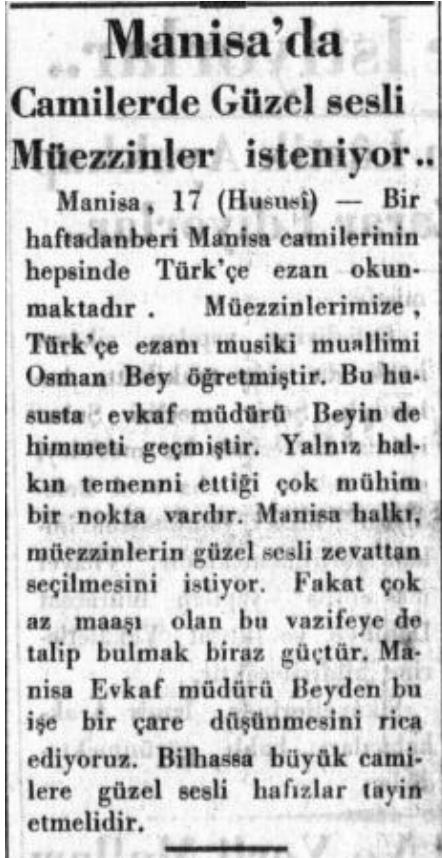 Manisa'da
Camilerde Güzel sesli
Müezzinler isteniyor..
Manisa, 17 (Hususî) — Bir
haftadanberi Manisa camilerinin
hepsinde Türk'çe ezan okun-
maktadır. Müezzinlerimize,
Türk'çe ezanı musiki muallimi
Osman Bey öğretmiştir. Bu hu-
susta evkaf müdürü Beyin de
himmeti geçmiştir. Yalnız hal-
kın temenni ettiği çok mühim
bir nokta vardır. Manisa halkı,
müezzinlerin güzel sesli zevattan
seçilmesini istiyor. Fakat çok
az maaşı olan bu vazifeye de
talip bulmak biraz güçtür. Ma-
nisa Evkaf müdürü Beyden bu
işe bir çare düşünmesini rica
ediyoruz. Bilhassa büyük cami-
lere güzel sesli hafızlar tayin
etmelidir.